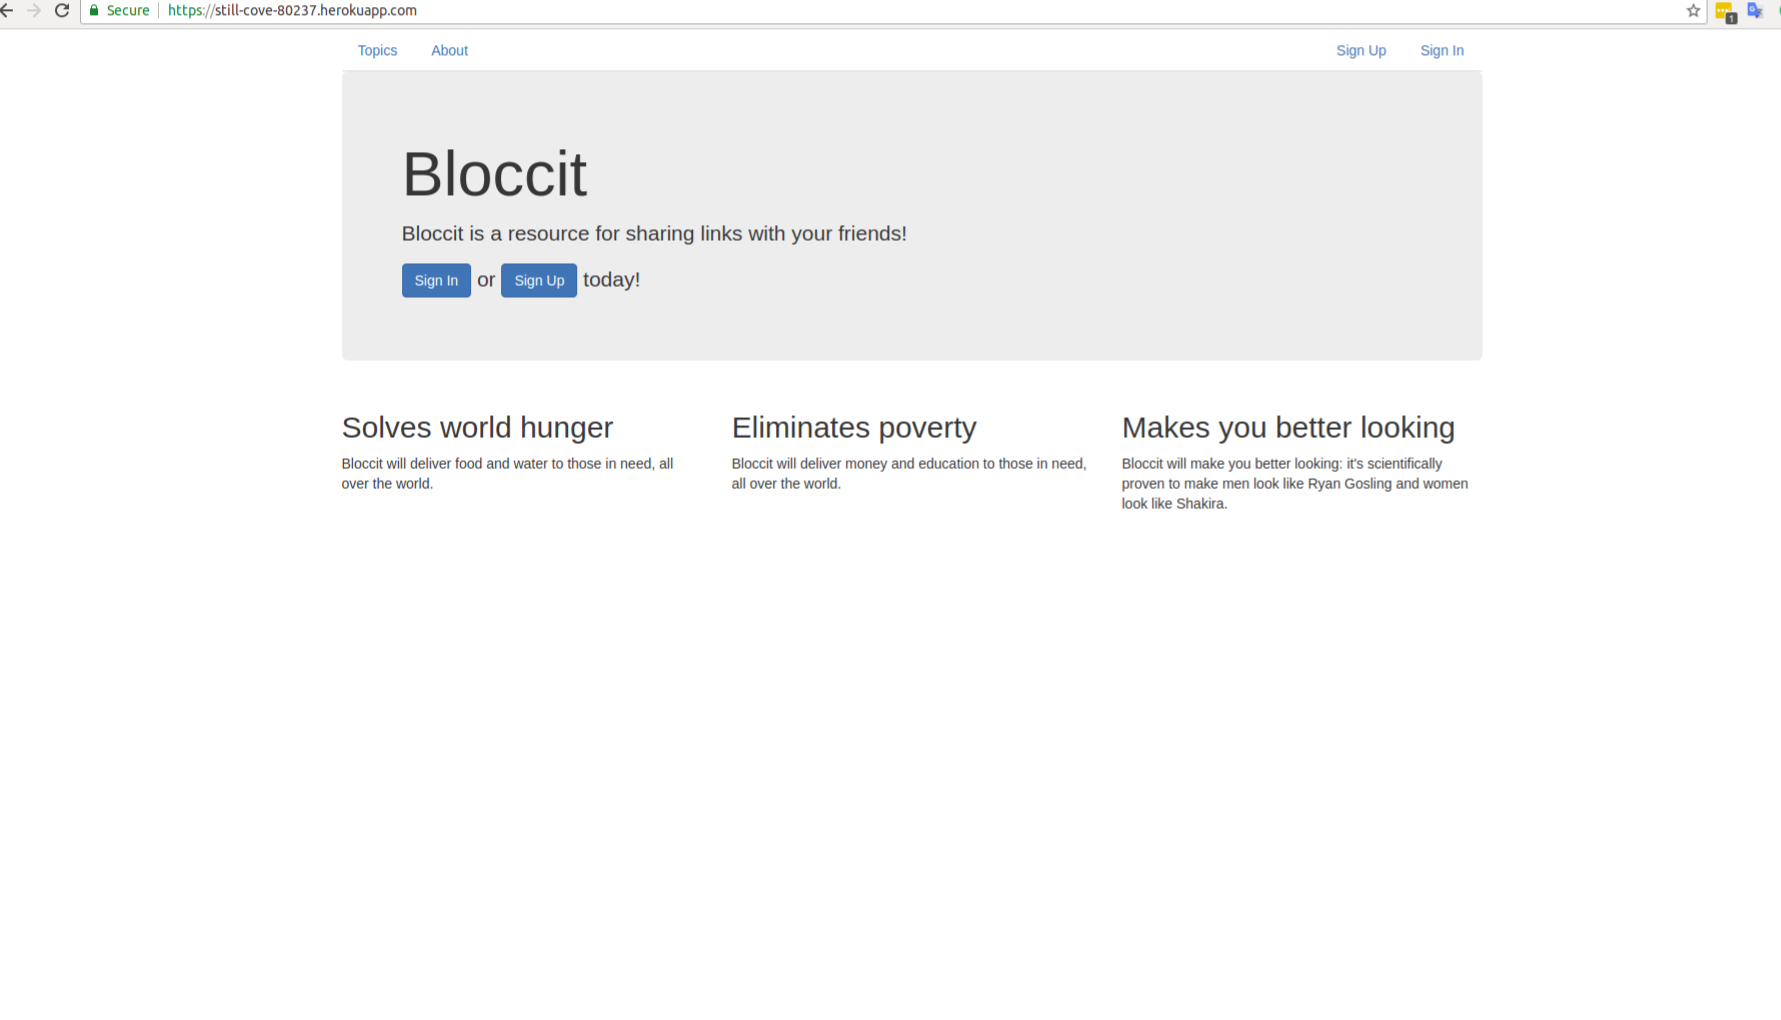 Secure https://still-cove-80237.herokuapp.com
1
Topics About Sign Up Sign In
Bloccit
Bloccit is a resource for sharing links with your friends!
Sign In or Sign Up today!
Solves world hunger
Bloccit will deliver food and water to those in need, all
over the world.
Eliminates poverty
Bloccit will deliver money and education to those in need,
all over the world.
Makes you better looking
Bloccit will make you better looking: it's scientifically
proven to make men look like Ryan Gosling and women
look like Shakira.